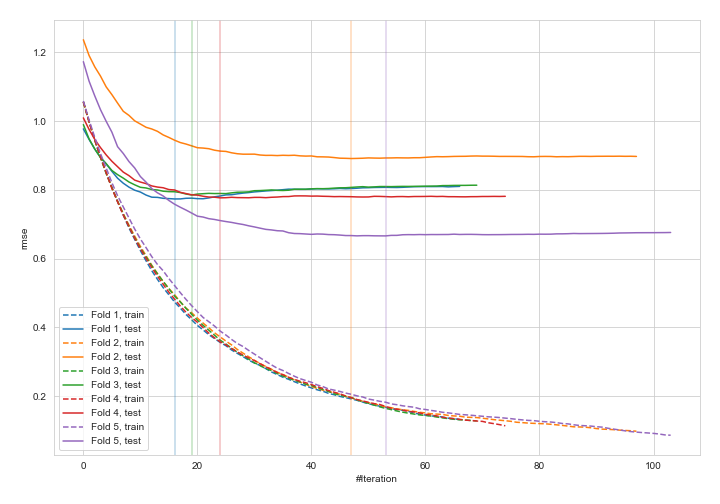 1.2
1.0
0.8
0.6
0.4
0.2
rmse
Fold 1, train
Fold 1, test
Fold 2, train
Fold 2, test
Fold 3, train
Fold 3, test
Fold 4, train
Fold 4, test
Fold 5, train
Fold 5, test
0 20 40 60 80 100
#Iteration